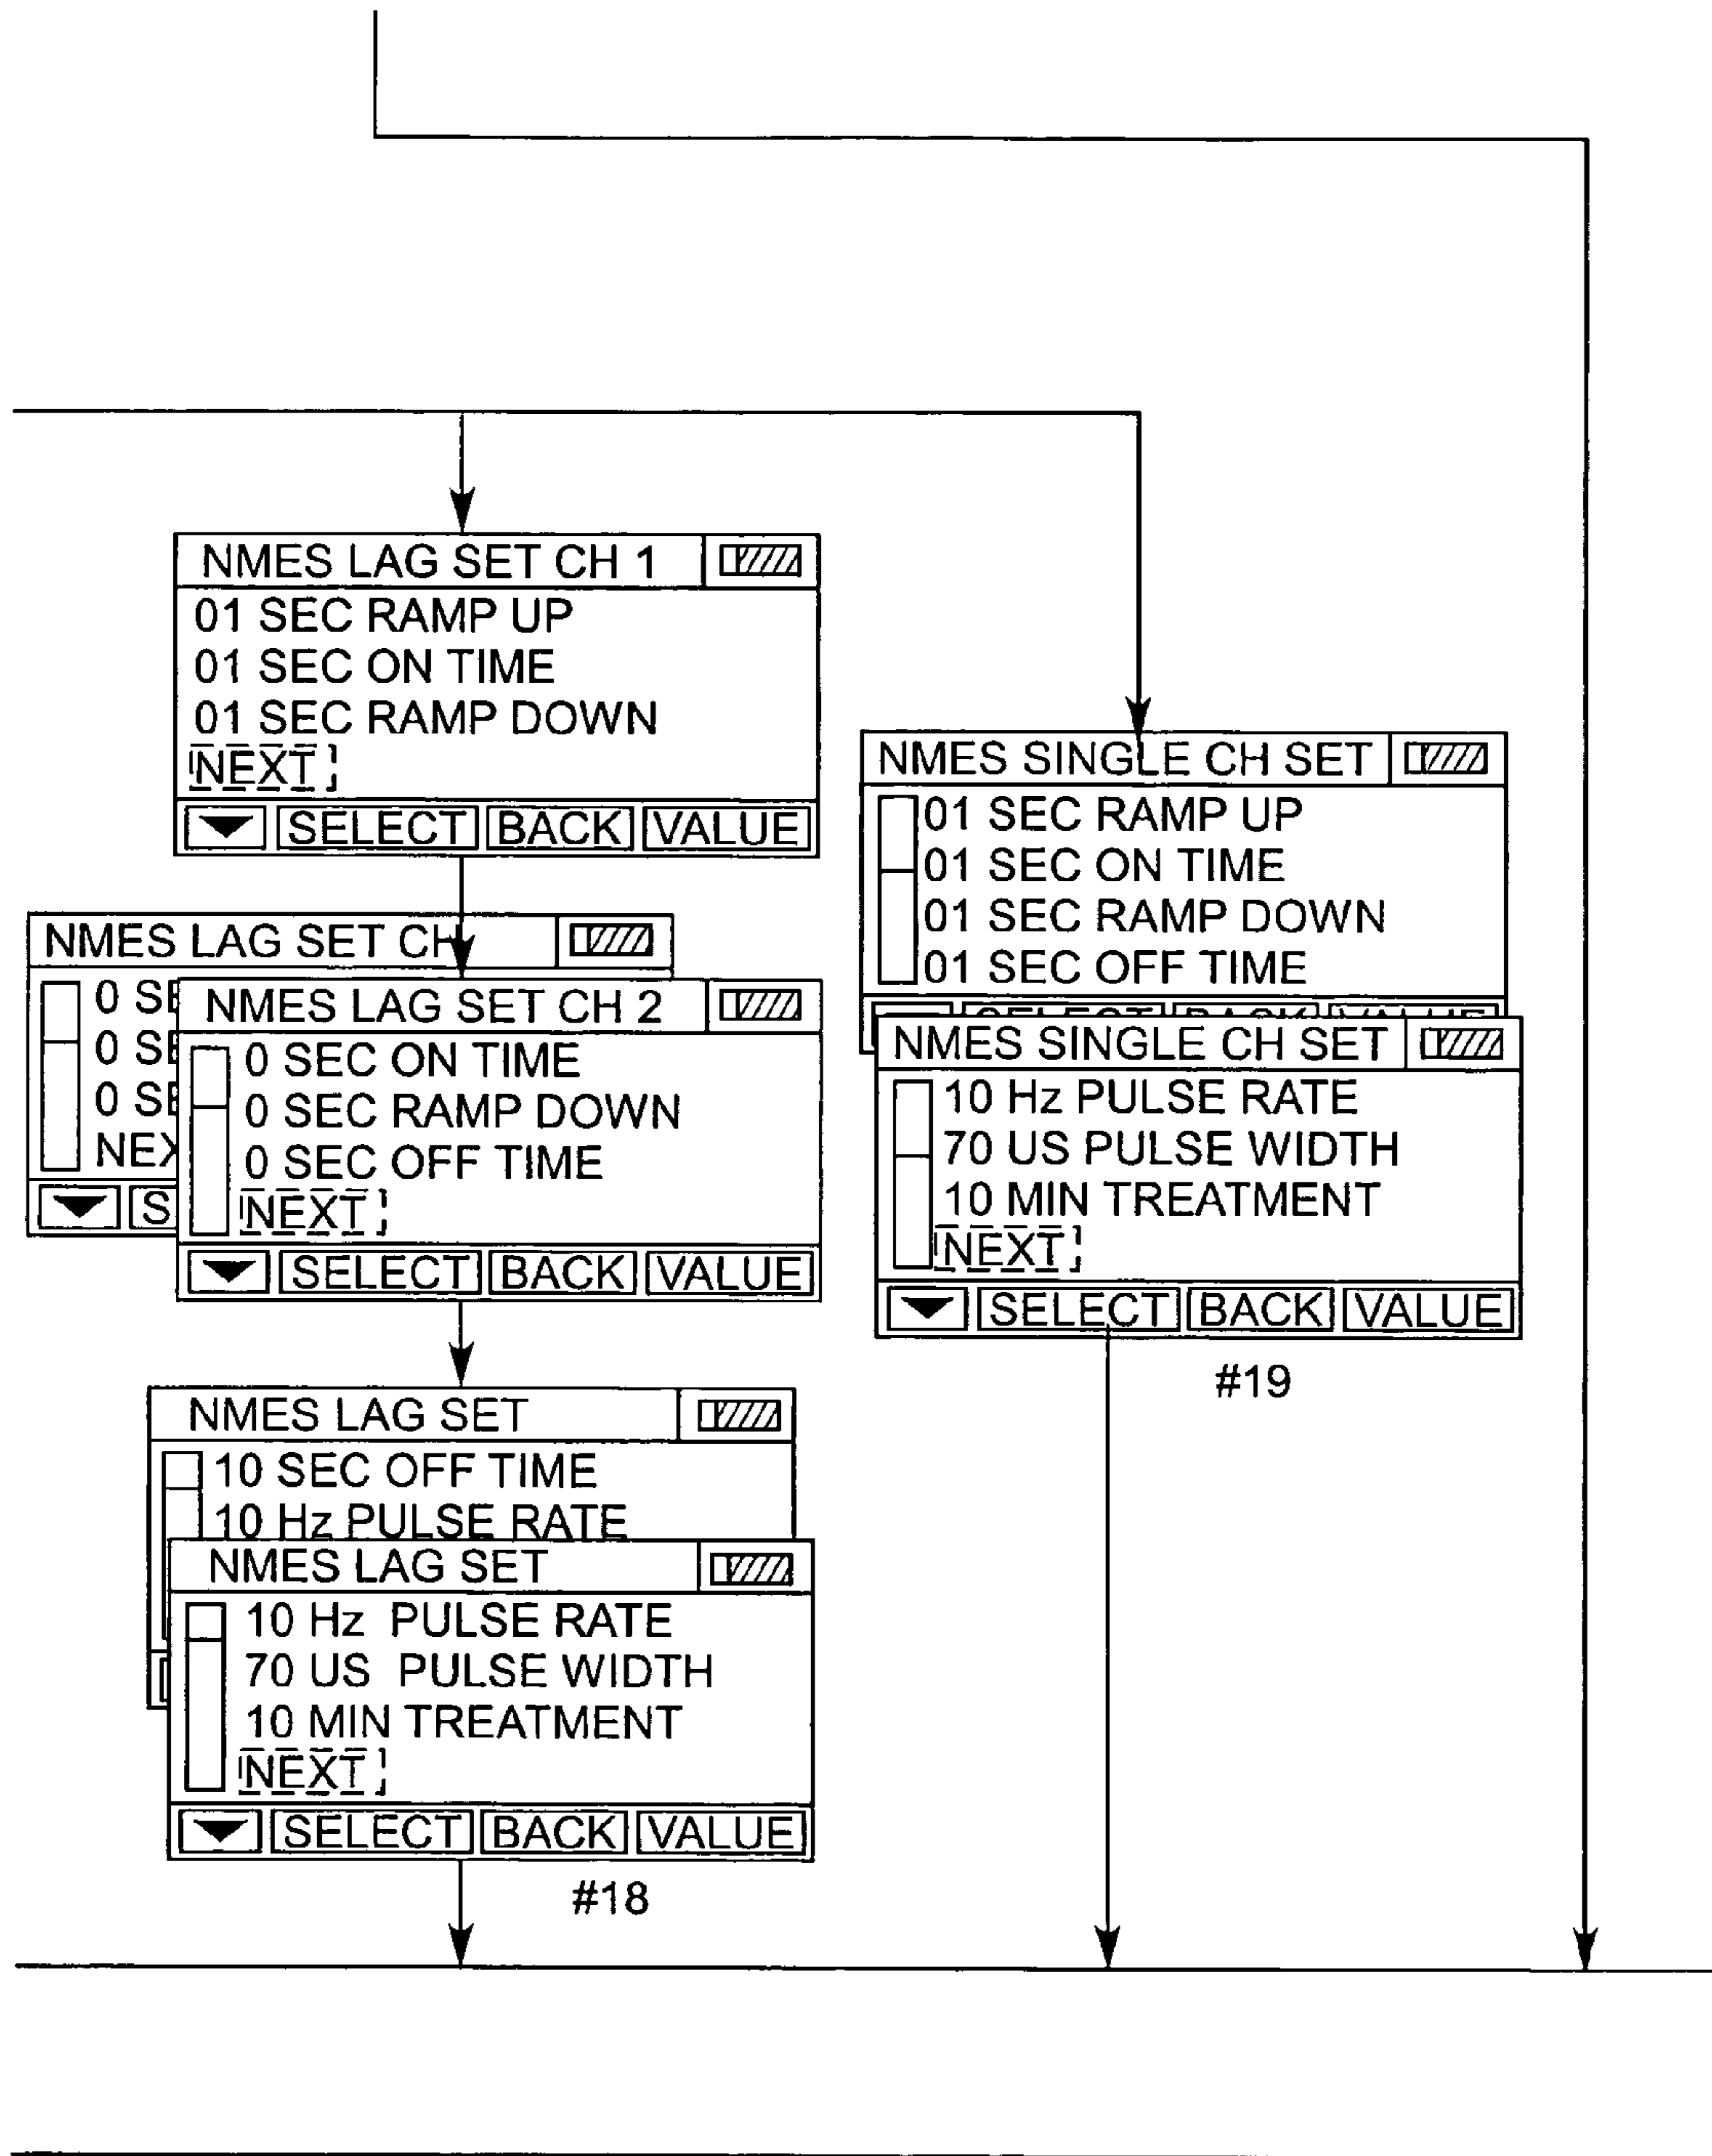 NMES LAG SET CH 1
01 SEC RAMP UP
01 SEC ON TIME
01 SEC RAMP DOWN
NEXT
SELECT BACK VALUE
NMES LAG SET CH
0
0
0
NMES LAG SET CH 2
0 SEC ON TIME
0 SEC RAMP DOWN
0 SEC OFF TIME
NEXT
SELECT BACK VALUE
NMES LAG SET
10 SEC OFF TIME
10 Hz PULSE RATE
NMES LAG SET
10 Hz PULSE RATE
70 US PULSE WIDTH
10 MIN TREATMENT
NEXT
SELECT BACK VALUE
#18
NMES SINGLE CH SET
01 SEC RAMP UP
01 SEC ON TIME
01 SEC RAMP DOWN
01 SEC OFF TIME
SELECT BACK VALUE
NMES SINGLE CH SET
10 Hz PULSE RATE
70 US PULSE WIDTH
10 MIN TREATMENT
NEXT
SELECT BACK VALUE
#19